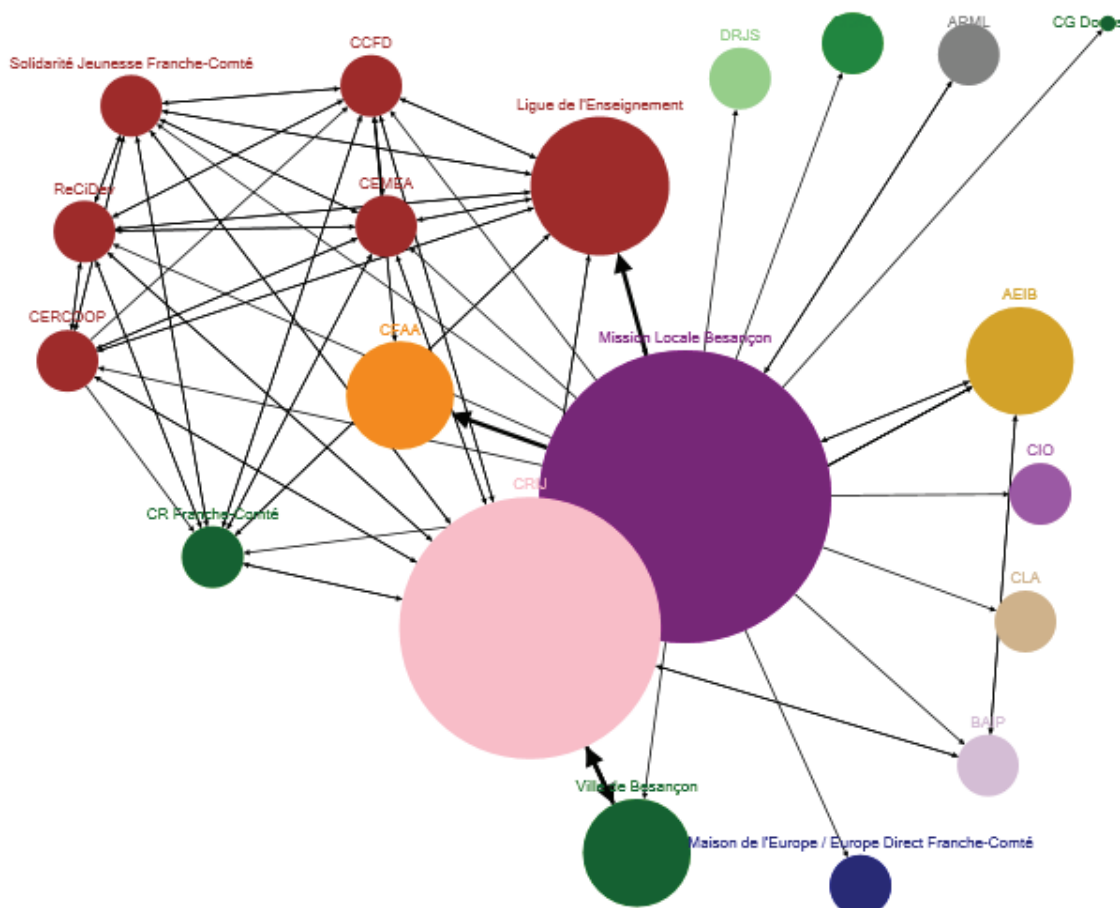 CCFD
Solidarité Jeunesse Franche-Comté
DRJS
ARML
Ligue de l'Enseignement
ReCiDev
CEMEA
CERCOOP
CFAA
Mission Locale Besançon
AEIB
CRIJ
CIO
CR Franche-Comté
CLA
BAIP
Ville de Besançon
Maison de l'Europe / Europe Direct Franche-Comté